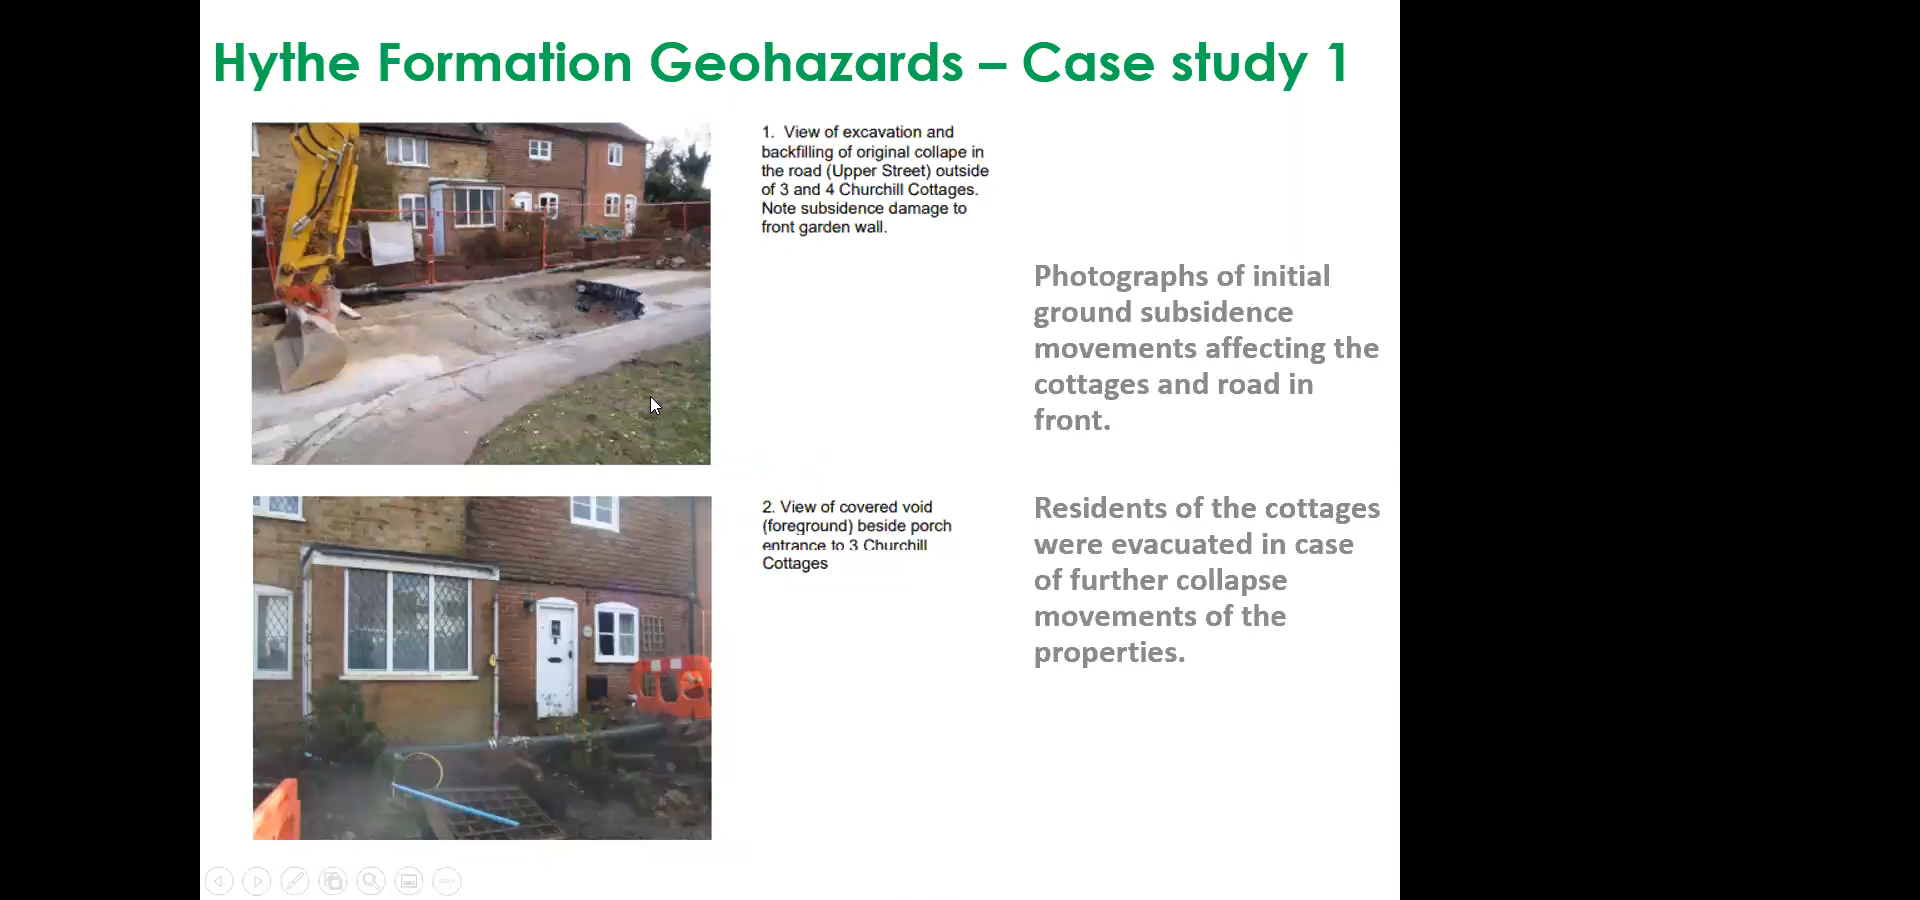 Hythe Formation Geohazards – Case study 1
1. View of excavation and
backfilling of original collape in
the road (Upper Street) outside
of 3 and 4 Churchill Cottages.
Note subsidence damage to
front garden wall.
Photographs of initial
ground subsidence
movements affecting the
cottages and road in
front.
2. View of covered void
(foreground) beside porch
entrance to 3 Churchill
Cottages
Residents of the cottages
were evacuated in case
of further collapse
movements of the
properties.